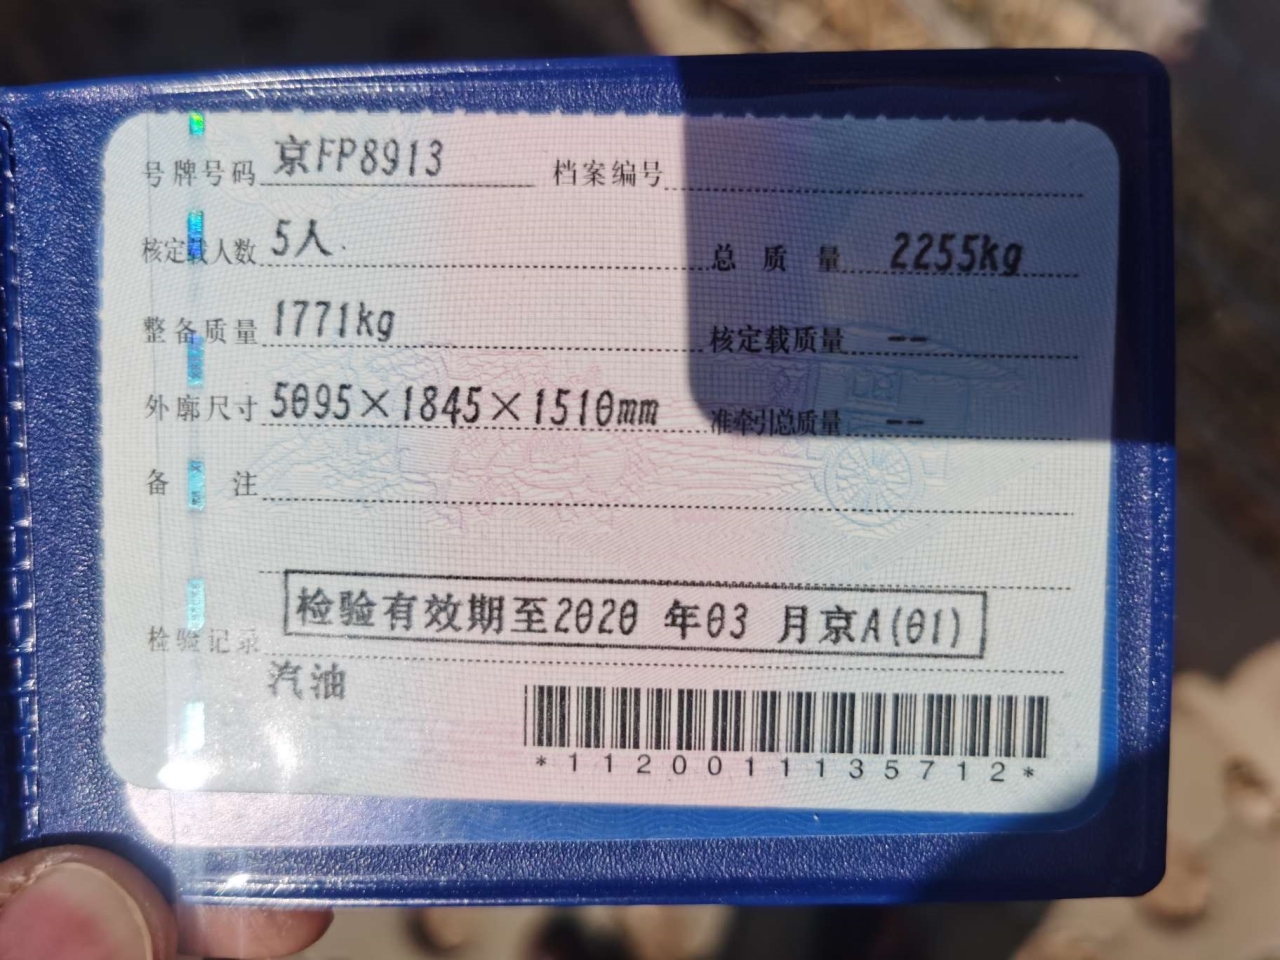 号牌号码 京FP8913 档案编号
核定载人数 5人 总质量 2255kg
整备质量 1771kg 核定载质量 --
外廓尺寸 5095×1845×1510mm 准牵引总质量 --
备注
检验记录 检验有效期至2020 年03 月京A(01)
汽油
*1120011135712*